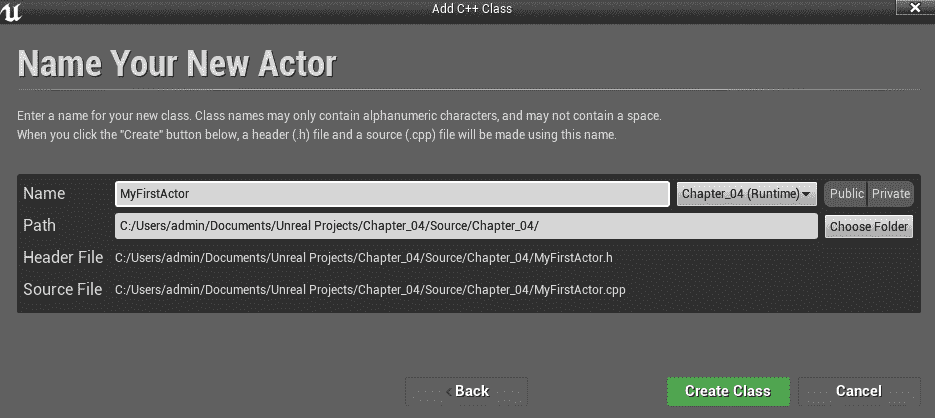 Add C++ Class
Name Your New Actor
Enter a name for your new class. Class names may only contain alphanumeric characters, and may not contain a space.
When you click the "Create" button below, a header (.h) file and a source (.cpp) file will be made using this name.
Name MyFirstActor Chapter_04 (Runtime) Public Private
Path C:/Users/admin/Documents/Unreal Projects/Chapter_04/Source/Chapter_04/ Choose Folder
Header File C:/Users/admin/Documents/Unreal Projects/Chapter_04/Source/Chapter_04/MyFirstActor.h
Source File C:/Users/admin/Documents/Unreal Projects/Chapter_04/Source/Chapter_04/MyFirstActor.cpp
Back Create Class Cancel